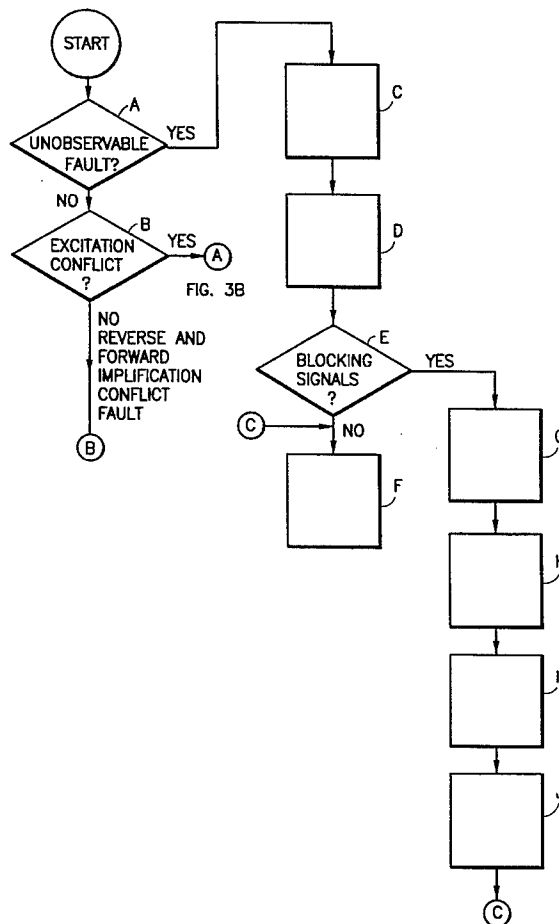 START
A
UNOBSERVABLE
FAULT?
YES
NO
B
EXCITATION
CONFLICT
?
YES
A
FIG. 3B
NO
REVERSE AND
FORWARD
IMPLIFICATION
CONFLICT
FAULT
B
C
D
E
BLOCKING
SIGNALS
?
YES
C
NO
F
J
C